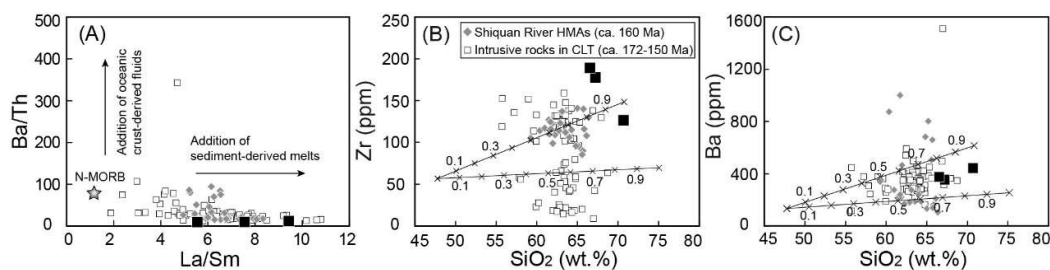 (A)
500
400
300
200
100
0
Ba/Th
Addition of oceanic
crust-derived fluids
N-MORB
Addition of
sediment-derived melts
0 2 4 6 8 10 12
La/Sm
(B)
250
200
150
100
50
0
Zr (ppm)
Shiquan River HMAs (ca. 160 Ma)
Intrusive rocks in CLT (ca. 172-150 Ma)
0.1 0.3 0.9
0.1 0.3 0.5 0.7 0.9
45 50 55 60 65 70 75 80
SiO2 (wt.%)
(C)
1600
1200
800
400
0
Ba (ppm)
0.1 0.3 0.5 0.7 0.9
0.1 0.3 0.5 0.7 0.9
45 50 55 60 65 70 75 80
SiO2 (wt.%)